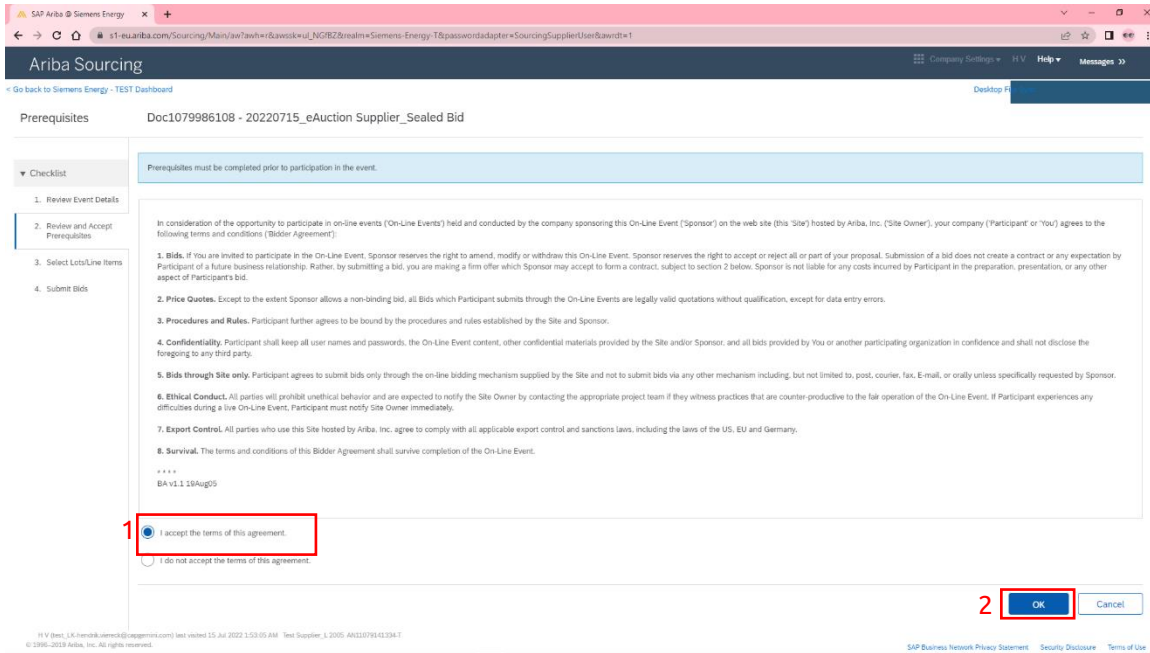 SAP Ariba @ Siemens Energy
s1-eu.ariba.com/Sourcing/Main/aw?awh=r&awssk=ul_NGfBZ&realm=Siemens-Energy-T&passwordadapter=SourcingSupplierUser&awrdt=1
Ariba Sourcing
Company Settings
H V
Help
Messages
< Go back to Siemens Energy - TEST Dashboard
Desktop
Prerequisites
Doc1079986108 - 20220715_eAuction Supplier_Sealed Bid
Checklist
1. Review Event Details
2. Review and Accept
Prerequisites
3. Select Lots/Line Items
4. Submit Bids
Prerequisites must be completed prior to participation in the event.
In consideration of the opportunity to participate in on-line events ('On-Line Events') held and conducted by the company sponsoring this On-Line Event ('Sponsor') on the web site (this 'Site') hosted by Ariba, Inc. ('Site Owner'), your company ('Participant' or 'You') agrees to the
following terms and conditions ('Bidder Agreement'):
1. Bids. If You are invited to participate in the On-Line Event, Sponsor reserves the right to amend, modify or withdraw this On-Line Event. Sponsor reserves the right to accept or reject all or part of your proposal. Submission of a bid does not create a contract or any expectation by
Participant of a future business relationship. Rather, by submitting a bid, you are making a firm offer which Sponsor may accept to form a contract, subject to section 2 below. Sponsor is not liable for any costs incurred by Participant in the preparation, presentation, or any other
aspect of Participant's bid.
2. Price Quotes. Except to the extent Sponsor allows a non-binding bid, all Bids which Participant submits through the On-Line Events are legally valid quotations without qualification, except for data entry errors.
3. Procedures and Rules. Participant further agrees to be bound by the procedures and rules established by the Site and Sponsor.
4. Confidentiality. Participant shall keep all user names and passwords, the On-Line Event content, other confidential materials provided by the Site and/or Sponsor, and all bids provided by You or another participating organization in confidence and shall not disclose the
foregoing to any third party.
5. Bids through Site only. Participant agrees to submit bids only through the on-line bidding mechanism supplied by the Site and not to submit bids via any other mechanism including, but not limited to, post, courier, fax, E-mail, or orally unless specifically requested by Sponsor.
6. Ethical Conduct. All parties will prohibit unethical behavior and are expected to notify the Site Owner by contacting the appropriate project team if they witness practices that are counter-productive to the fair operation of the On-Line Event. If Participant experiences any
difficulties during a live On-Line Event, Participant must notify Site Owner immediately.
7. Export Control. All parties who use this Site hosted by Ariba, Inc. agree to comply with all applicable export control and sanctions laws, including the laws of the US, EU and Germany.
8. Survival. The terms and conditions of this Bidder Agreement shall survive completion of the On-Line Event.
* * * *
BA v1.1 19Aug05
1
I accept the terms of this agreement.
I do not accept the terms of this agreement.
2
OK
Cancel
H V (test_LK-hendrik.viereck@capgemini.com) last visited 15 Jul 2022 1:53:05 AM Test Supplier_L 2005 AN11079141334-T
© 1996–2019 Ariba, Inc. All rights reserved.
SAP Business Network Privacy Statement
Security Disclosure
Terms of Use